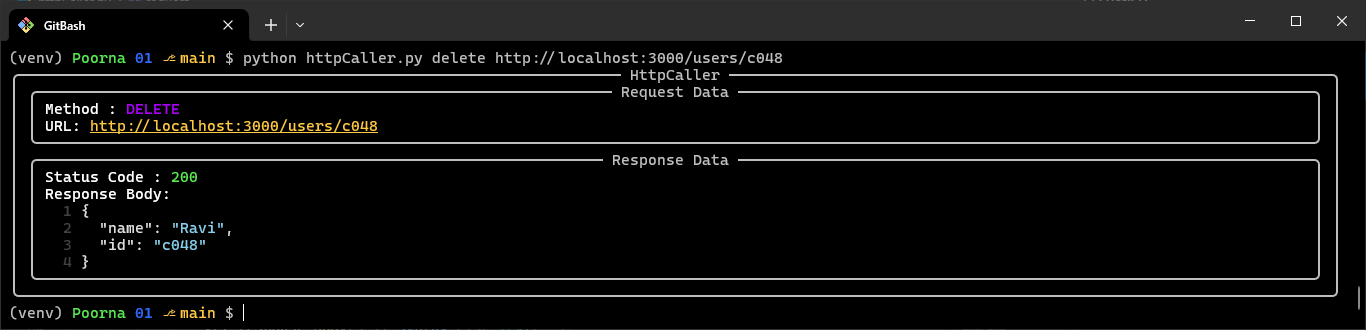 GitBash
(venv) Poorna 01 main $ python httpCaller.py delete http://localhost:3000/users/c048
HttpCaller
Request Data
Method : DELETE
URL: http://localhost:3000/users/c048
Response Data
Status Code : 200
Response Body:
1 {
2 "name": "Ravi",
3 "id": "c048"
4 }
(venv) Poorna 01 main $